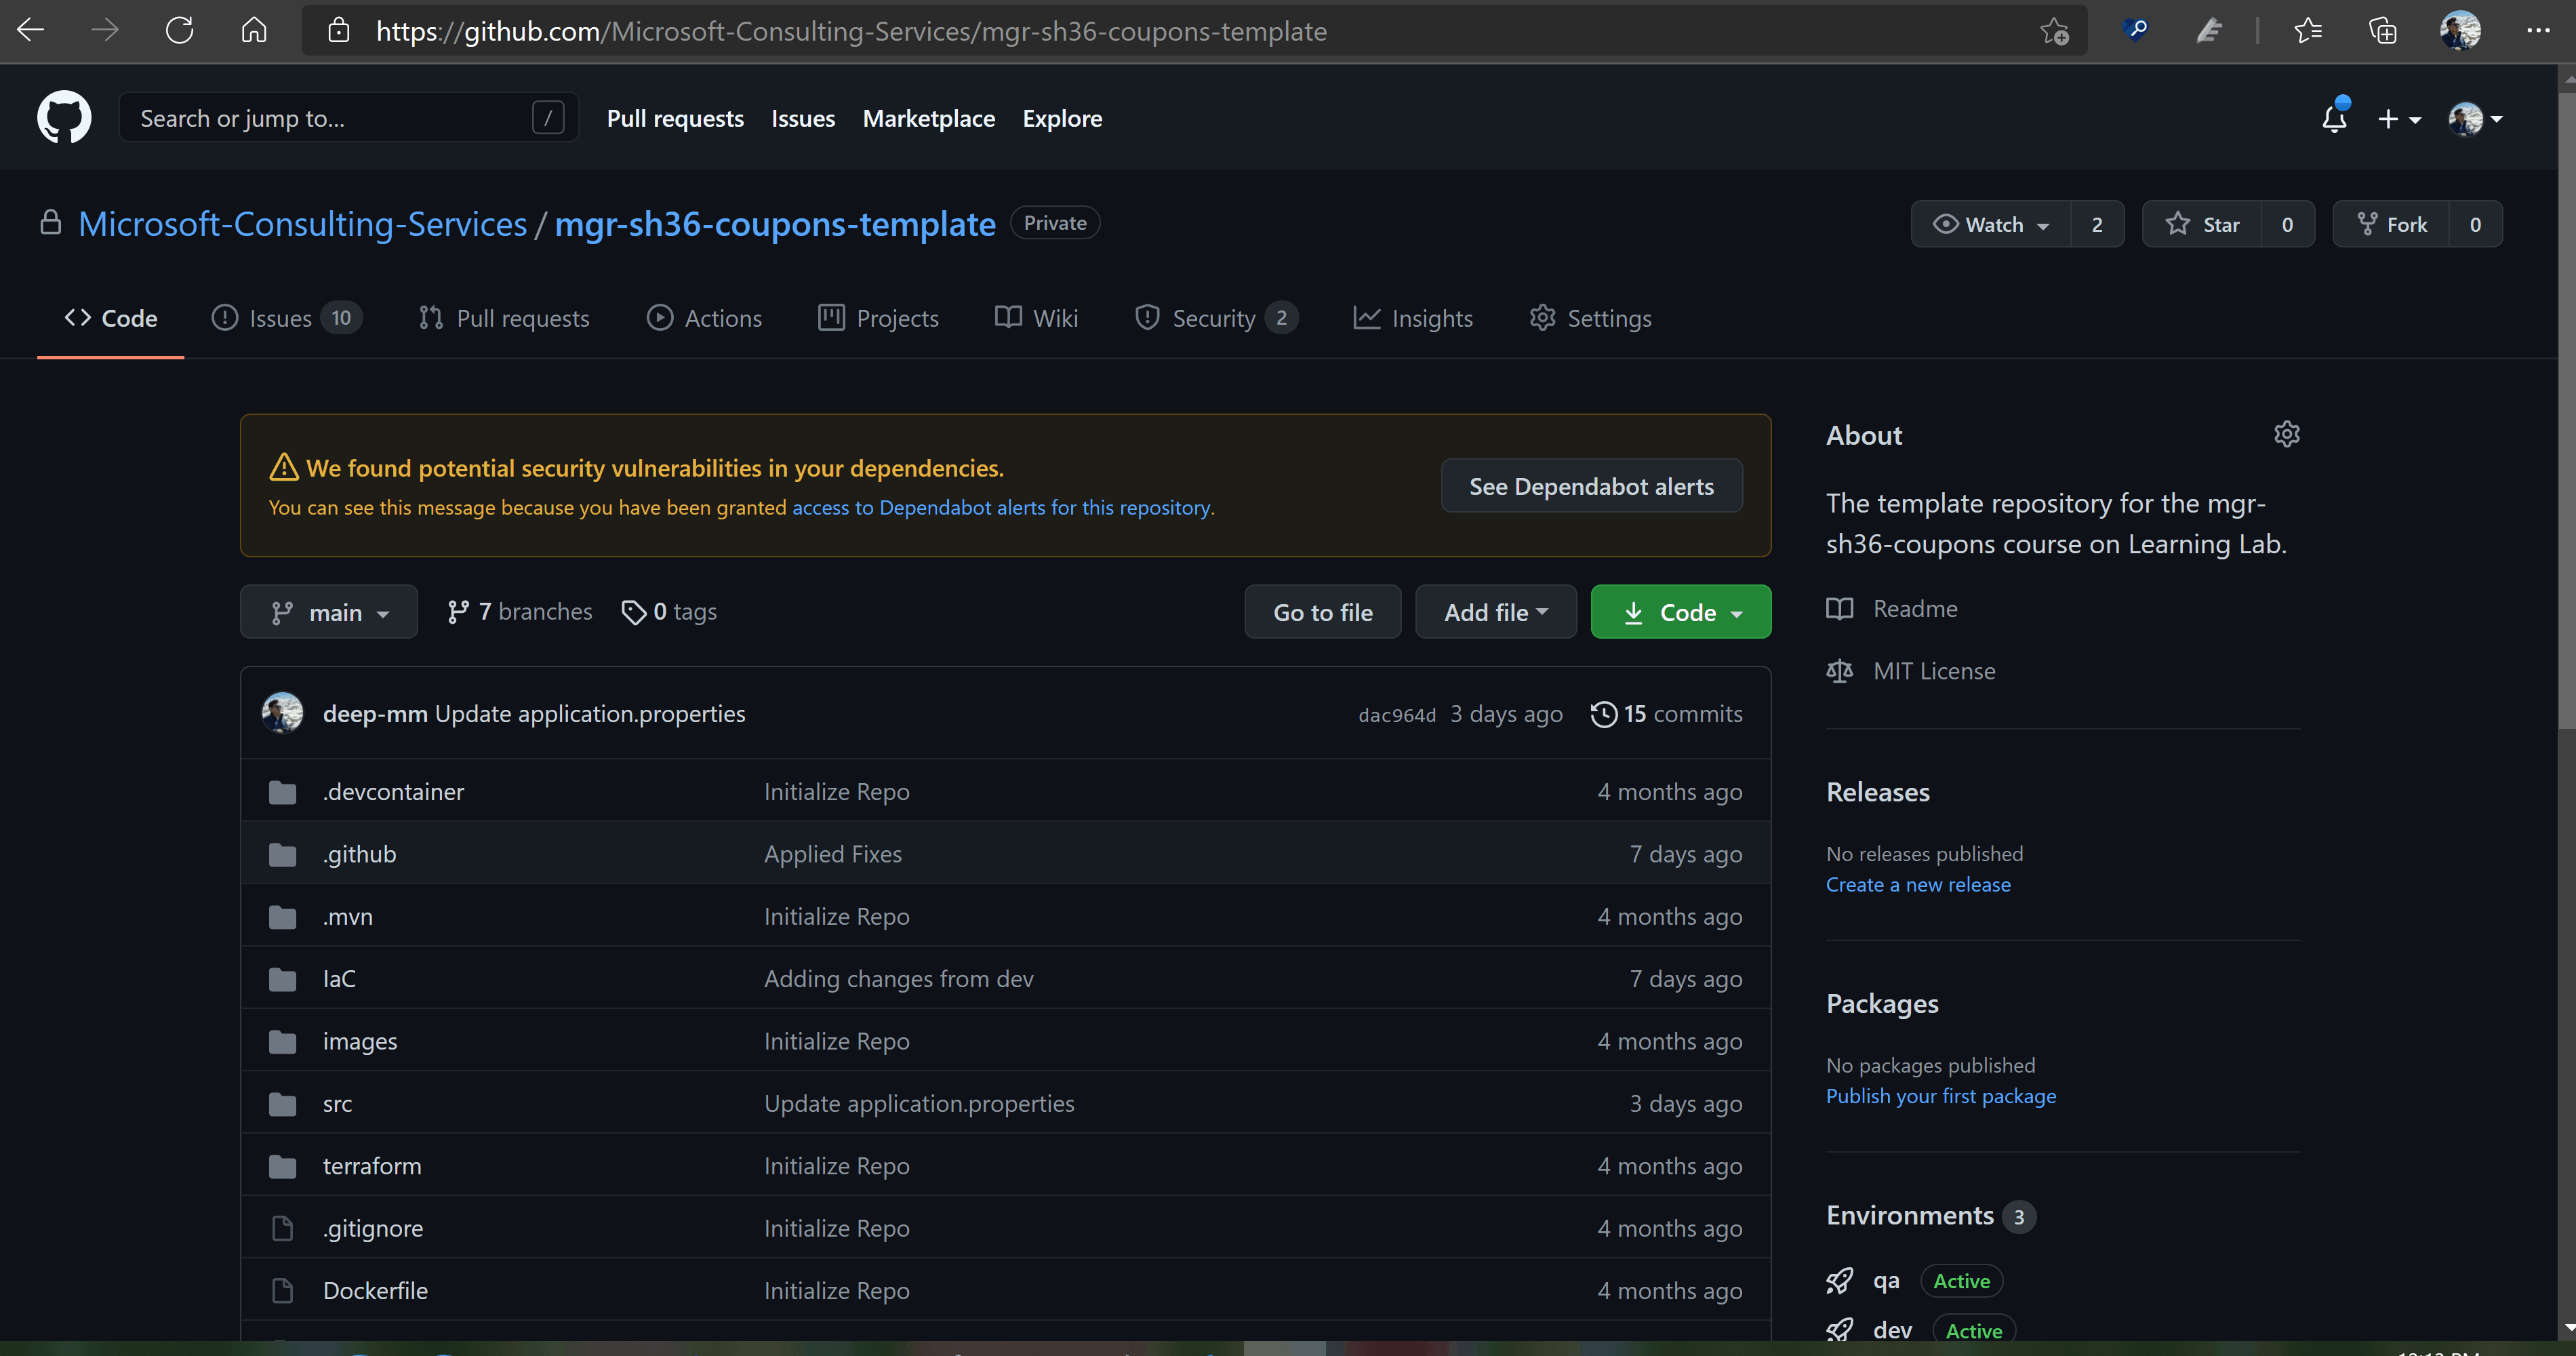 https://github.com/Microsoft-Consulting-Services/mgr-sh36-coupons-template
Search or jump to... /
Pull requests Issues Marketplace Explore
Microsoft-Consulting-Services / mgr-sh36-coupons-template Private
Watch 2 Star 0 Fork 0
Code Issues 10 Pull requests Actions Projects Wiki Security 2 Insights Settings
We found potential security vulnerabilities in your dependencies.
You can see this message because you have been granted access to Dependabot alerts for this repository.
See Dependabot alerts
main 7 branches 0 tags
Go to file Add file Code
deep-mm Update application.properties dac964d 3 days ago 15 commits
.devcontainer Initialize Repo 4 months ago
.github Applied Fixes 7 days ago
.mvn Initialize Repo 4 months ago
IaC Adding changes from dev 7 days ago
images Initialize Repo 4 months ago
src Update application.properties 3 days ago
terraform Initialize Repo 4 months ago
.gitignore Initialize Repo 4 months ago
Dockerfile Initialize Repo 4 months ago
About
The template repository for the mgr-
sh36-coupons course on Learning Lab.
Readme
MIT License
Releases
No releases published
Create a new release
Packages
No packages published
Publish your first package
Environments 3
qa Active
dev Active